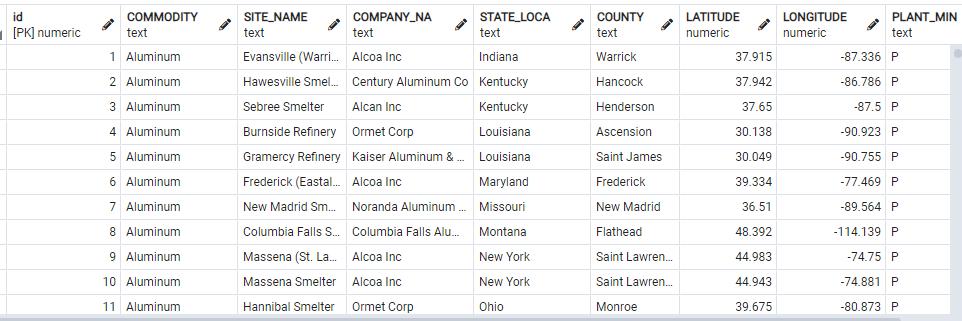 id COMMODITY SITE_NAME COMPANY_NA STATE_LOCA COUNTY LATITUDE LONGITUDE PLANT_MIN
[PK] numeric text text text text text numeric numeric text
1 Aluminum Evansville (Warri... Alcoa Inc Indiana Warrick 37.915 -87.336 P
2 Aluminum Hawesville Smel... Century Aluminum Co Kentucky Hancock 37.942 -86.786 P
3 Aluminum Sebree Smelter Alcan Inc Kentucky Henderson 37.65 -87.5 P
4 Aluminum Burnside Refinery Ormet Corp Louisiana Ascension 30.138 -90.923 P
5 Aluminum Gramercy Refinery Kaiser Aluminum & ... Louisiana Saint James 30.049 -90.755 P
6 Aluminum Frederick (Eastal... Alcoa Inc Maryland Frederick 39.334 -77.469 P
7 Aluminum New Madrid Sm... Noranda Aluminum ... Missouri New Madrid 36.51 -89.564 P
8 Aluminum Columbia Falls S... Columbia Falls Alu... Montana Flathead 48.392 -114.139 P
9 Aluminum Massena (St. La... Alcoa Inc New York Saint Lawren... 44.983 -74.75 P
10 Aluminum Massena Smelter Alcoa Inc New York Saint Lawren... 44.943 -74.881 P
11 Aluminum Hannibal Smelter Ormet Corp Ohio Monroe 39.675 -80.873 P